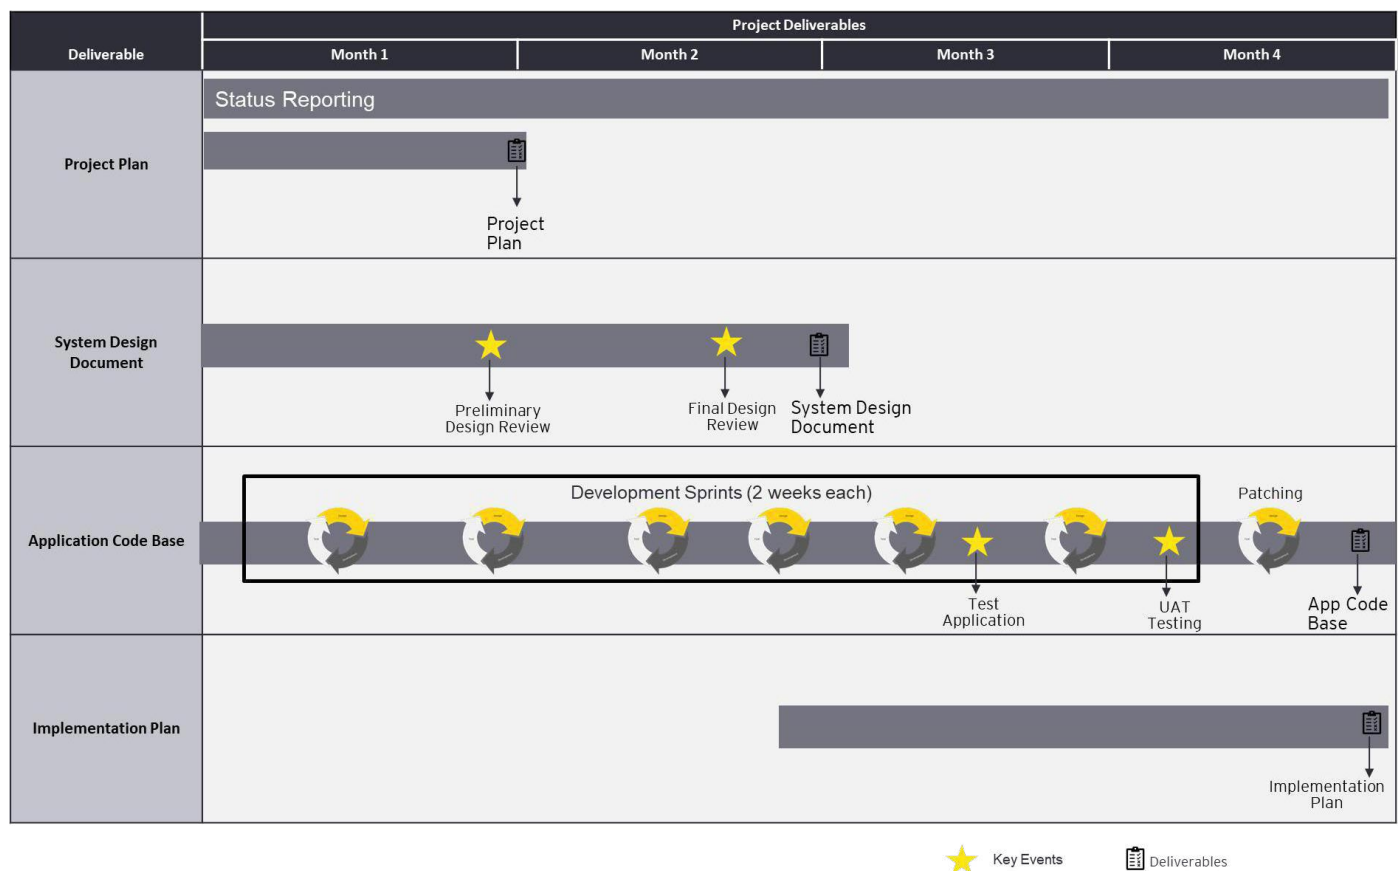 Project Deliverables
Deliverable
Month 1
Month 2
Month 3
Month 4
Status Reporting
Project Plan
Project
Plan
System Design
Document
Preliminary
Design Review
Final Design
Review
System Design
Document
Development Sprints (2 weeks each)
Patching
Application Code Base
Test
Application
UAT
Testing
App Code
Base
Implementation Plan
Implementation
Plan
Key Events
Deliverables